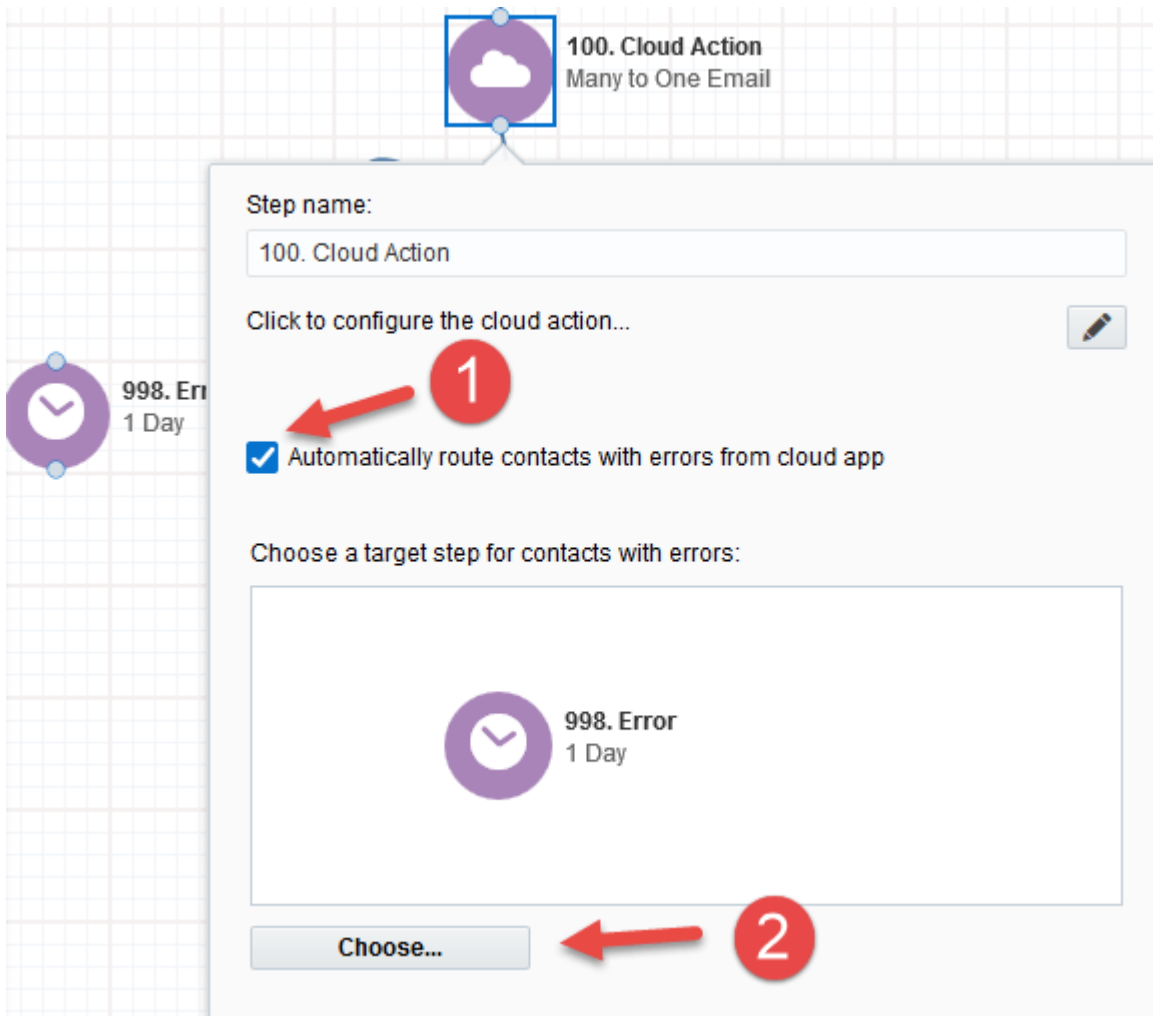 100. Cloud Action
Many to One Email
Step name:
100. Cloud Action
Click to configure the cloud action...
1
998. Err
1 Day
Automatically route contacts with errors from cloud app
Choose a target step for contacts with errors:
998. Error
1 Day
Choose...
2